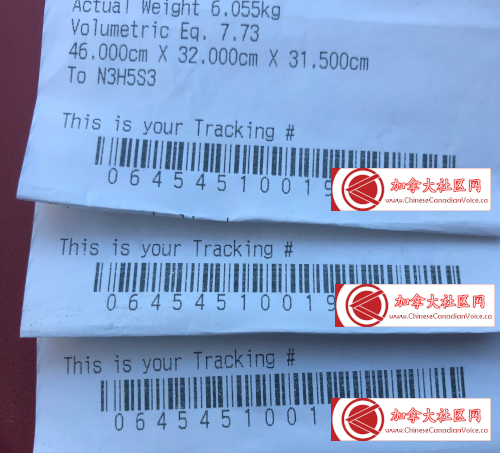 Actual Weight 6.055kg
Volumetric Eq. 7.73
46.000cm X 32.000cm X 31.500cm
To N3H5S3
This is your Tracking #
06454510019
加拿大社区网
www.ChineseCanadianVoice.ca
This is your Tracking #
06454510019
加拿大社区网
www.ChineseCanadianVoice.ca
This is your Tracking #
0645451001
加拿大社区网
www.ChineseCanadianVoice.ca